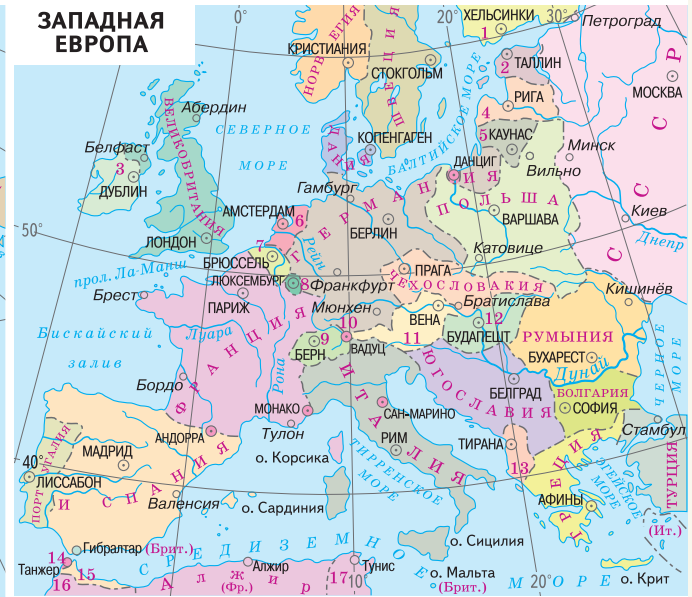 ЗАПАДНАЯ
ЕВРОПА
0°
20°
30°
ХЕЛЬСИНКИ
1
Петроград
НОРВЕГИЯ
ШВЕЦИЯ
КРИСТИАНИЯ
СТОКГОЛЬМ
2
ТАЛЛИН
МОСКВА
С С С Р
РИГА
4
Абердин
ВЕЛИКОБРИТАНИЯ
СЕВЕРНОЕ
МОРЕ
ДАНИЯ
КОПЕНГАГЕН
БАЛТИЙСКОЕ МОРЕ
5
КАУНАС
Минск
Белфаст
3
ДУБЛИН
ДАНЦИГ
Вильно
Гамбург
ГЕРМАНИЯ
ПОЛЬША
АМСТЕРДАМ
6
БЕРЛИН
ВАРШАВА
Киев
Днепр
50°
ЛОНДОН
7
БРЮССЕЛЬ
Рейн
Катовице
прол. Ла-Манш
ЛЮКСЕМБУРГ
8
Франкфурт
ПРАГА
ЧЕХОСЛОВАКИЯ
Брест
ПАРИЖ
Мюнхен
Братислава
Кишинёв
ВЕНА
12
Бискайский
залив
Луара
ФРАНЦИЯ
10
9
БЕРН
ВАДУЦ
11
БУДАПЕШТ
РУМЫНИЯ
БУХАРЕСТ
Дунай
ЧЕРНОЕ МОРЕ
Бордо
Рона
ИТАЛИЯ
ЮГОСЛАВИЯ
БЕЛГРАД
БОЛГАРИЯ
СОФИЯ
МОНАКО
Тулон
САН-МАРИНО
Стамбул
АНДОРРА
о. Корсика
РИМ
ТИРАНА
13
40°
ПОРТУГАЛИЯ
МАДРИД
ЛИССАБОН
ИСПАНИЯ
Валенсия
ТИРРЕНСКОЕ
МОРЕ
ГРЕЦИЯ
ЭГЕЙСКОЕ
МОРЕ
ТУРЦИЯ
АФИНЫ
о. Сардиния
(Ит.)
Гибралтар (Брит.)
14
Танжер
15
16
СРЕДИЗЕМНОЕ МОРЕ
о. Сицилия
Алжир
Алжир
(Фр.)
17
Тунис
10°
о. Мальта
(Брит.)
20°
о. Крит